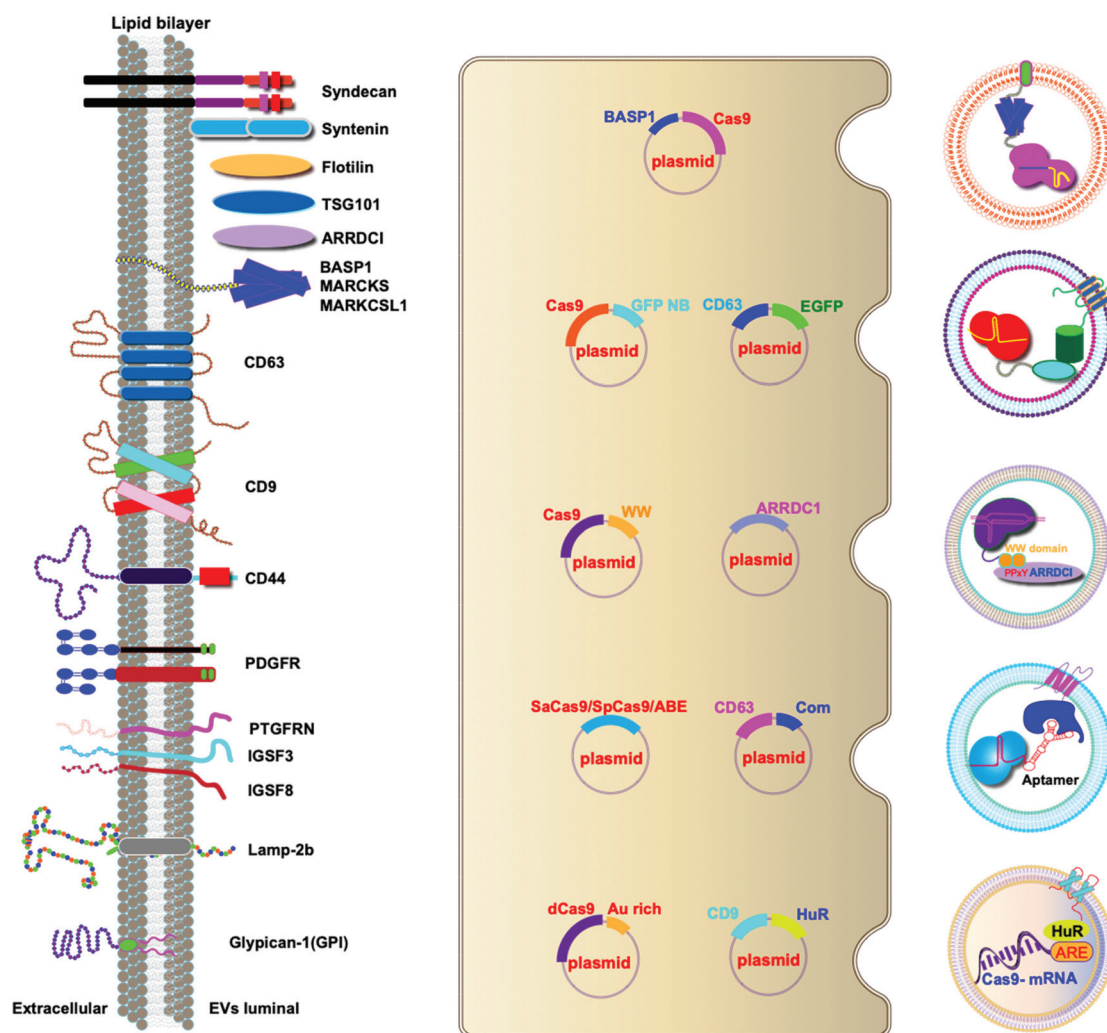 Lipid bilayer
Syndecan
Syntenin
Flotilin
TSG101
ARRDCI
BASP1
MARCKS
MARKCSL1
CD63
CD9
CD44
PDGFR
PTGFRN
IGSF3
IGSF8
Lamp-2b
Glypican-1(GPI)
Extracellular
EVs luminal
BASP1 Cas9
plasmid
Cas9 GFP NB
plasmid
CD63 EGFP
plasmid
Cas9 WW
plasmid
ARRDC1
plasmid
SaCas9/SpCas9/ABE
plasmid
CD63 Com
plasmid
dCas9 Au rich
plasmid
CD9 HuR
plasmid
WW domain
PPxY ARRDCI
Aptamer
HuR
ARE
Cas9- mRNA